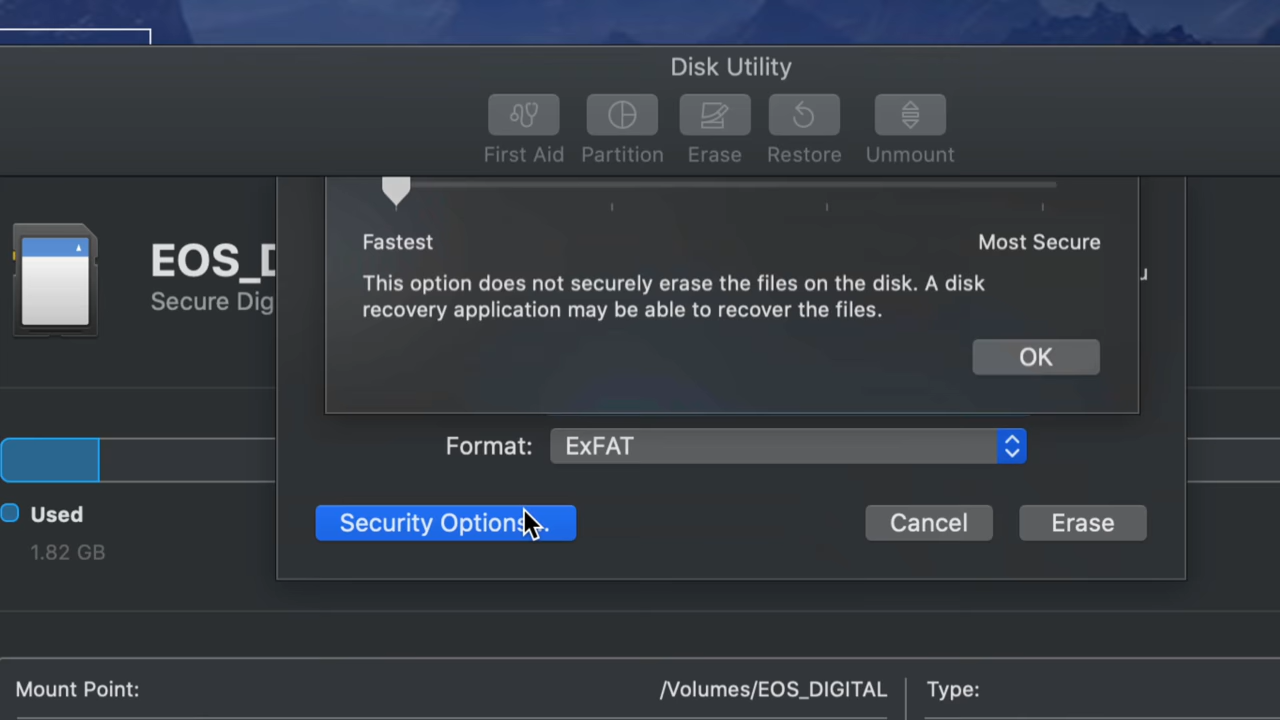 Disk Utility
First Aid
Partition
Erase
Restore
Unmount
EOS_
Secure Dig
Fastest
Most Secure
This option does not securely erase the files on the disk. A disk
recovery application may be able to recover the files.
OK
Format:
ExFAT
Security Options...
Cancel
Erase
Used
1.82 GB
Mount Point:
/Volumes/EOS_DIGITAL
Type: